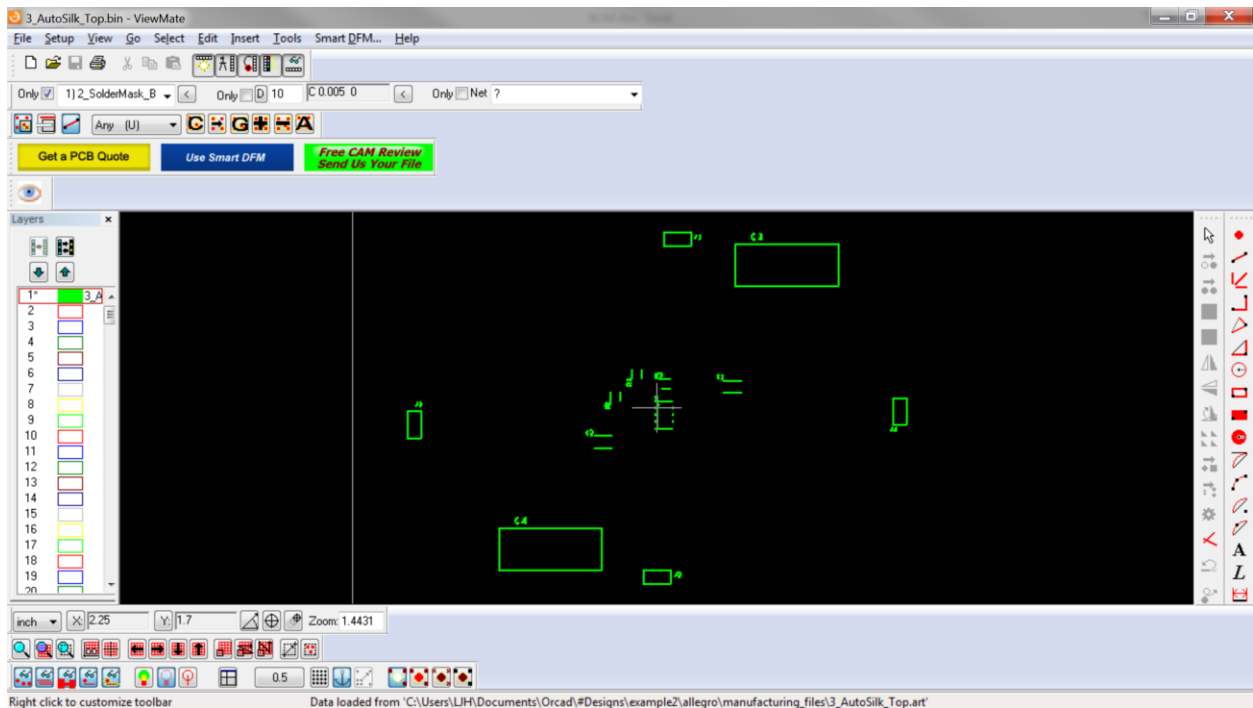 3_AutoSilk_Top.bin - ViewMate
File Setup View Go Select Edit Insert Tools Smart DFM... Help
Only 1) 2_SolderMask_B < Only D 10 C 0.005 0 < Only Net ?
Any (U) C G A
Get a PCB Quote Use Smart DFM Free CAM Review
Send Us Your File
Layers x
1* 3_A
2
3
4
5
6
7
8
9
10
11
12
13
14
15
16
17
18
19
20
C3
C4
A
L
inch X: 2.25 Y: 1.7 Zoom: 1.4431
0.5
Right click to customize toolbar Data loaded from 'C:\Users\LJH\Documents\Orcad\#Designs\example2\allegro\manufacturing_files\3_AutoSilk_Top.art'